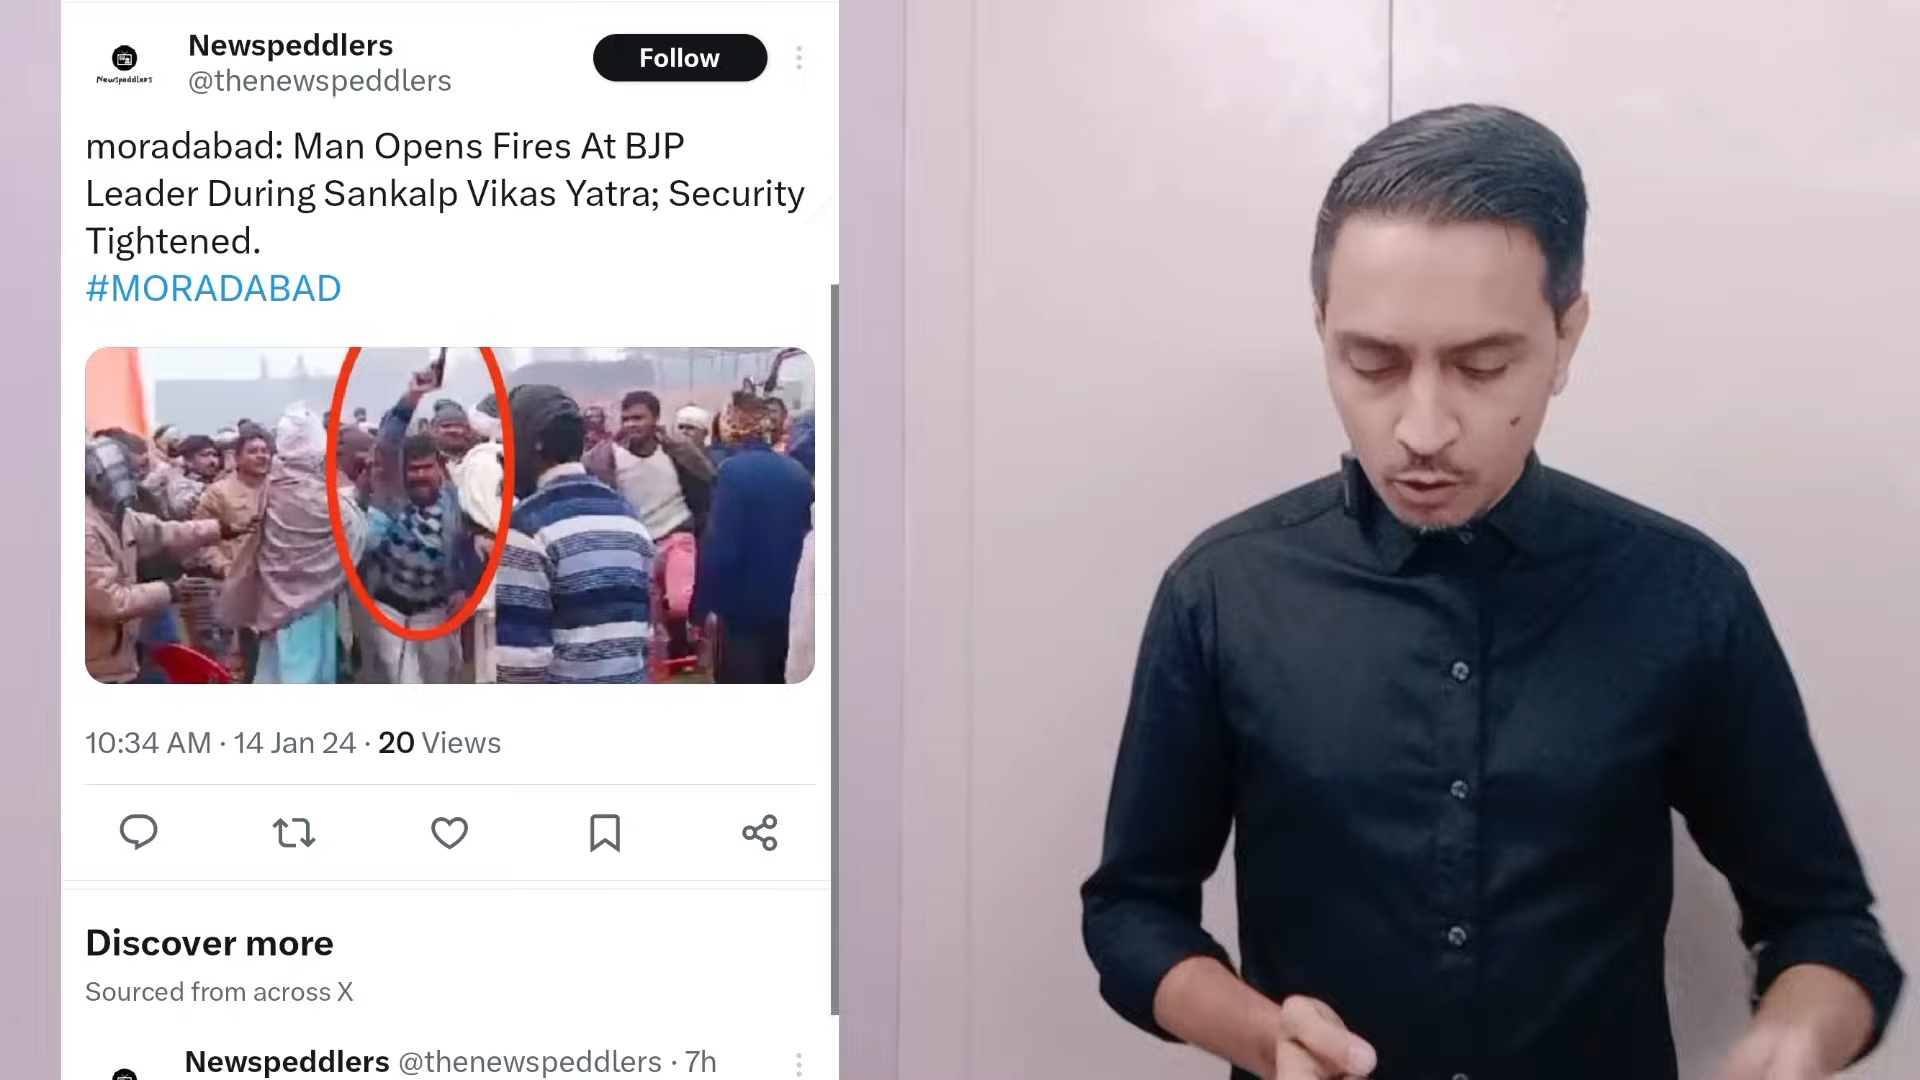 Newspeddlers
@thenewspeddlers
Follow
Newspeddlers
moradabad: Man Opens Fires At BJP
Leader During Sankalp Vikas Yatra; Security
Tightened.
#MORADABAD
10:34 AM · 14 Jan 24 · 20 Views
Discover more
Sourced from across X
Newspeddlers @thenewspeddlers · 7h